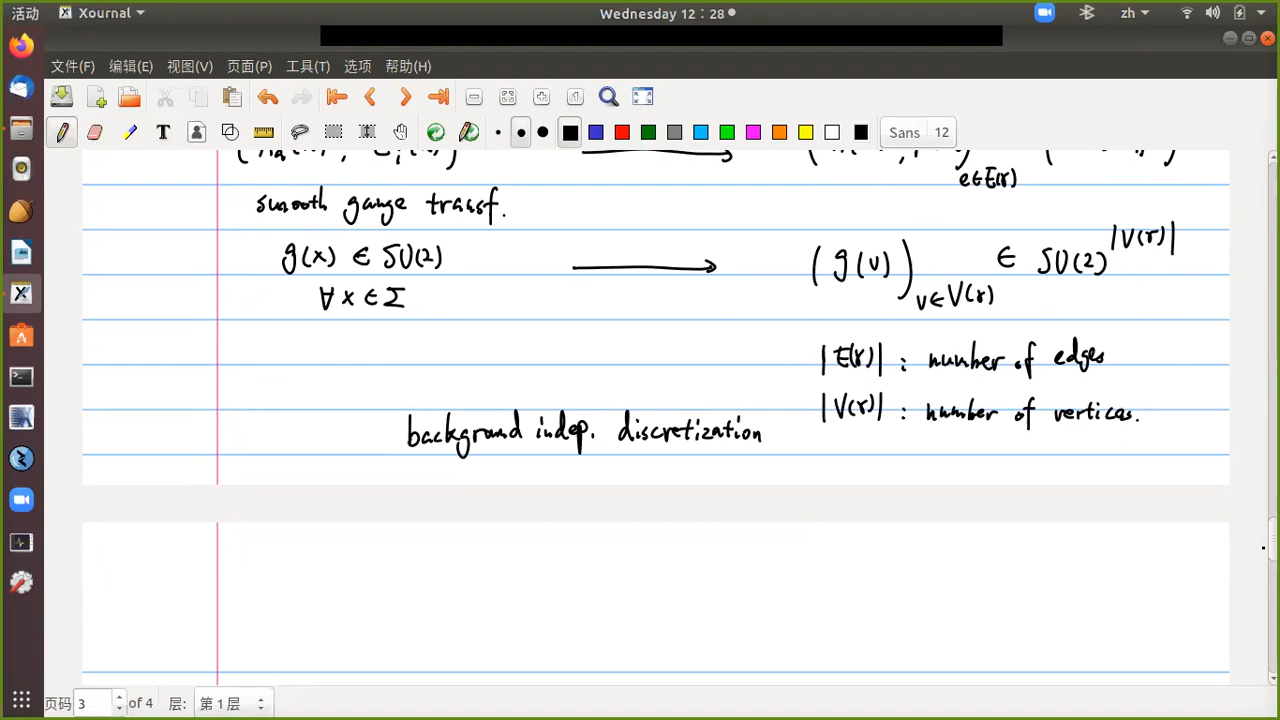 活动 Xournal Wednesday 12：28 zh
文件(F) 编辑(E) 视图(V) 页面(P) 工具(T) 选项 帮助(H)
Sans 12
e∈E(γ)
smooth gauge transf.
g(x) ∈ SU(2) ⟶ (g(v))_{v∈V(γ)} ∈ SU(2)^{|V(γ)|}
∀ x ∈ Σ
|E(γ)| : number of edges
|V(γ)| : number of vertices.
background indep. discretization
页码 3 of 4 层: 第 1 层